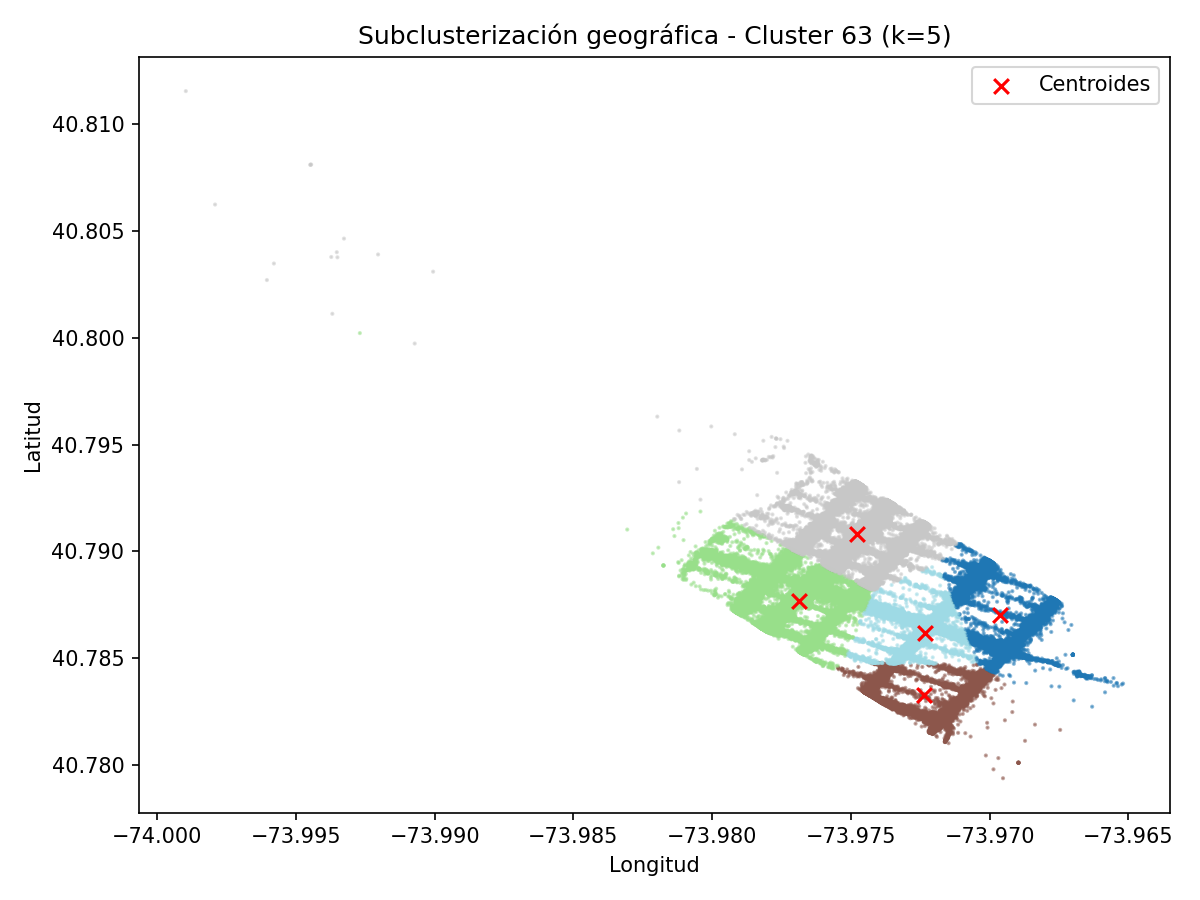 Subclusterización geográfica - Cluster 63 (k=5)
Centroides
Latitud
40.810
40.805
40.800
40.795
40.790
40.785
40.780
−74.000 −73.995 −73.990 −73.985 −73.980 −73.975 −73.970 −73.965
Longitud